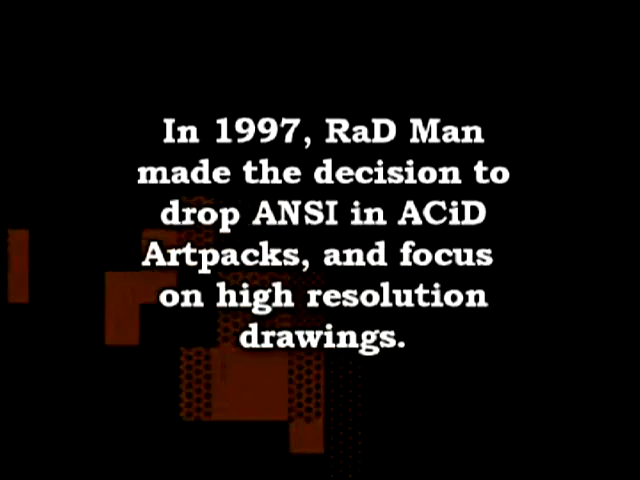 In 1997, RaD Man
made the decision to
drop ANSI in ACiD
Artpacks, and focus
on high resolution
drawings.